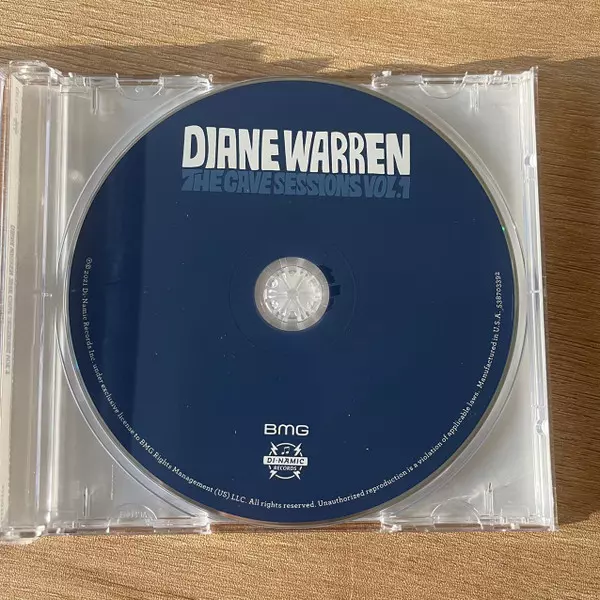 DIANE WARREN
THE CAVE SESSIONS VOL.1
BMG
DI-NAMIC
RECORDS
℗© 2021 Di-Namic Records Inc. under exclusive license to BMG Rights Management (US) LLC. All rights reserved. Unauthorized reproduction is a violation of applicable laws. Manufactured in U.S.A. 538703392